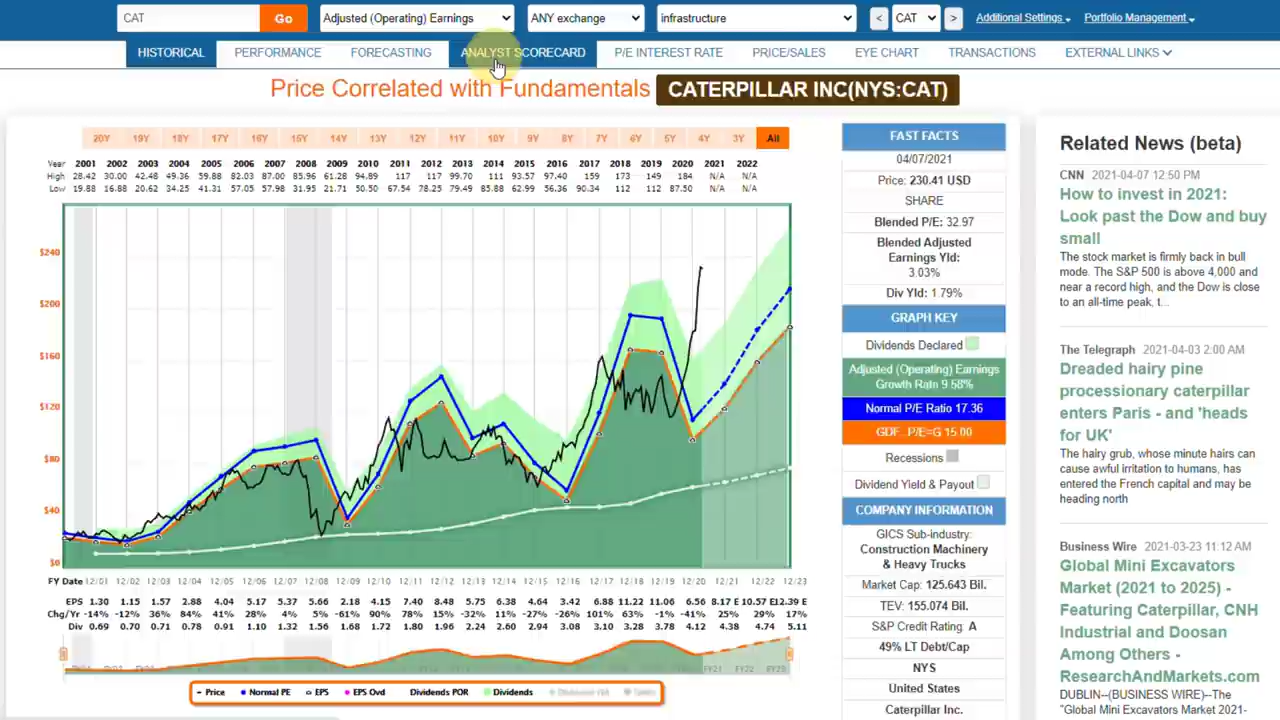 CAT Go Adjusted (Operating) Earnings ANY exchange infrastructure < CAT > Additional Settings Portfolio Management
HISTORICAL PERFORMANCE FORECASTING ANALYST SCORECARD P/E INTEREST RATE PRICE/SALES EYE CHART TRANSACTIONS EXTERNAL LINKS
Price Correlated with Fundamentals CATERPILLAR INC(NYS:CAT)
20Y 19Y 18Y 17Y 16Y 15Y 14Y 13Y 12Y 11Y 10Y 9Y 8Y 7Y 6Y 5Y 4Y 3Y All
Year 2001 2002 2003 2004 2005 2006 2007 2008 2009 2010 2011 2012 2013 2014 2015 2016 2017 2018 2019 2020 2021 2022
High 28.42 30.00 42.48 49.36 59.88 82.03 87.00 85.96 61.28 94.89 117 117 99.70 111 93.57 97.40 159 173 149 184 N/A N/A
Low 19.88 16.88 20.62 34.25 41.31 57.05 57.98 31.95 21.71 50.50 67.54 78.25 79.49 85.88 62.99 56.36 90.34 112 112 87.50 N/A N/A
$240
$200
$160
$120
$80
$40
$0
FY Date 12/01 12/02 12/03 12/04 12/05 12/06 12/07 12/08 12/09 12/10 12/11 12/12 12/13 12/14 12/15 12/16 12/17 12/18 12/19 12/20 12/21 12/22 12/23
EPS 1.30 1.15 1.57 2.88 4.04 5.17 5.37 5.66 2.18 4.15 7.40 8.48 5.75 6.38 4.64 3.42 6.88 11.22 11.06 6.56 8.17 E 10.57 E 12.39 E
Chg/Yr -14% -12% 36% 84% 41% 28% 4% 5% -61% 90% 78% 15% -32% 11% -27% -26% 101% 63% -1% -41% 25% 29% 17%
Div 0.69 0.70 0.71 0.78 0.91 1.10 1.32 1.56 1.68 1.72 1.80 1.96 2.24 2.60 2.94 3.08 3.10 3.28 3.78 4.12 4.38 4.74 5.11
FY21 FY22 FY23
Price Normal PE EPS EPS Ovd Dividends POR Dividends
FAST FACTS
04/07/2021
Price: 230.41 USD
SHARE
Blended P/E: 32.97
Blended Adjusted
Earnings Yld:
3.03%
Div Yld: 1.79%
GRAPH KEY
Dividends Declared
Adjusted (Operating) Earnings
Growth Rate 9.58%
Normal P/E Ratio 17.36
GDF... P/E=G 15.00
Recessions
Dividend Yield & Payout
COMPANY INFORMATION
GICS Sub-industry:
Construction Machinery
& Heavy Trucks
Market Cap: 125.643 Bil.
TEV: 155.074 Bil.
S&P Credit Rating: A
49% LT Debt/Cap
NYS
United States
Caterpillar Inc.
Related News (beta)
CNN 2021-04-07 12:50 PM
How to invest in 2021:
Look past the Dow and buy
small
The stock market is firmly back in bull
mode. The S&P 500 is above 4,000 and
near a record high, and the Dow is close
to an all-time peak, t...
The Telegraph 2021-04-03 2:00 AM
Dreaded hairy pine
processionary caterpillar
enters Paris - and 'heads
for UK'
The hairy grub, whose minute hairs can
cause awful irritation to humans, has
entered the French capital and may be
heading north
Business Wire 2021-03-23 11:12 AM
Global Mini Excavators
Market (2021 to 2025) -
Featuring Caterpillar, CNH
Industrial and Doosan
Among Others -
ResearchAndMarkets.com
DUBLIN--(BUSINESS WIRE)--The
"Global Mini Excavators Market 2021-